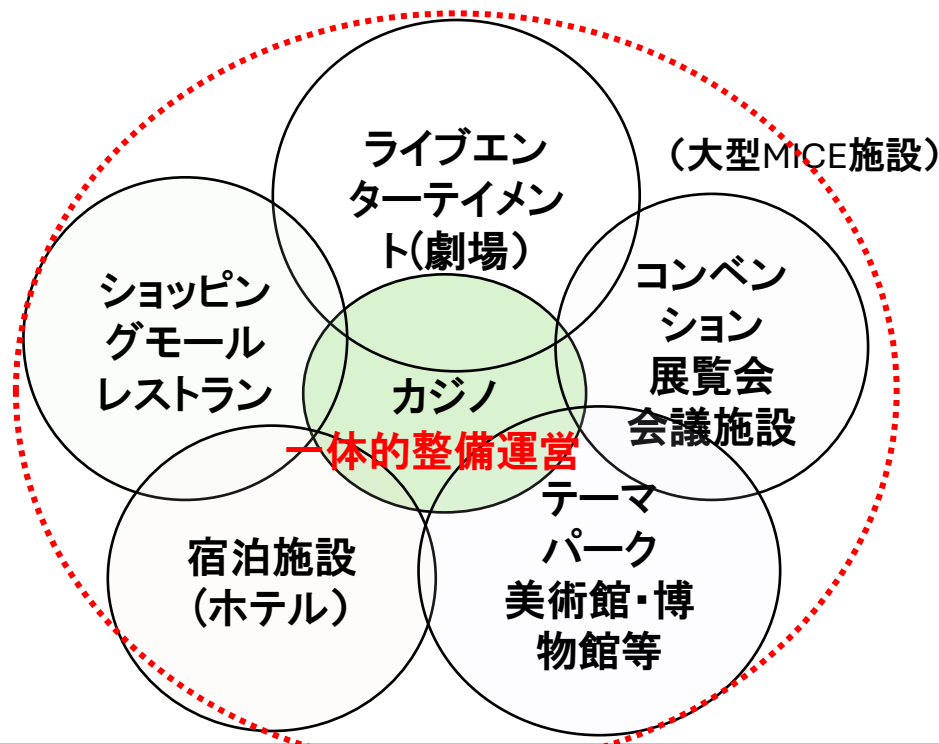 ライブエン
ターテイメン
ト(劇場）
（大型MICE施設）
ショッピン
グモール
レストラン
コンベン
ション
展覧会
会議施設
カジノ
一体的整備運営
宿泊施設
(ホテル）
テーマ
パーク
美術館・博
物館等